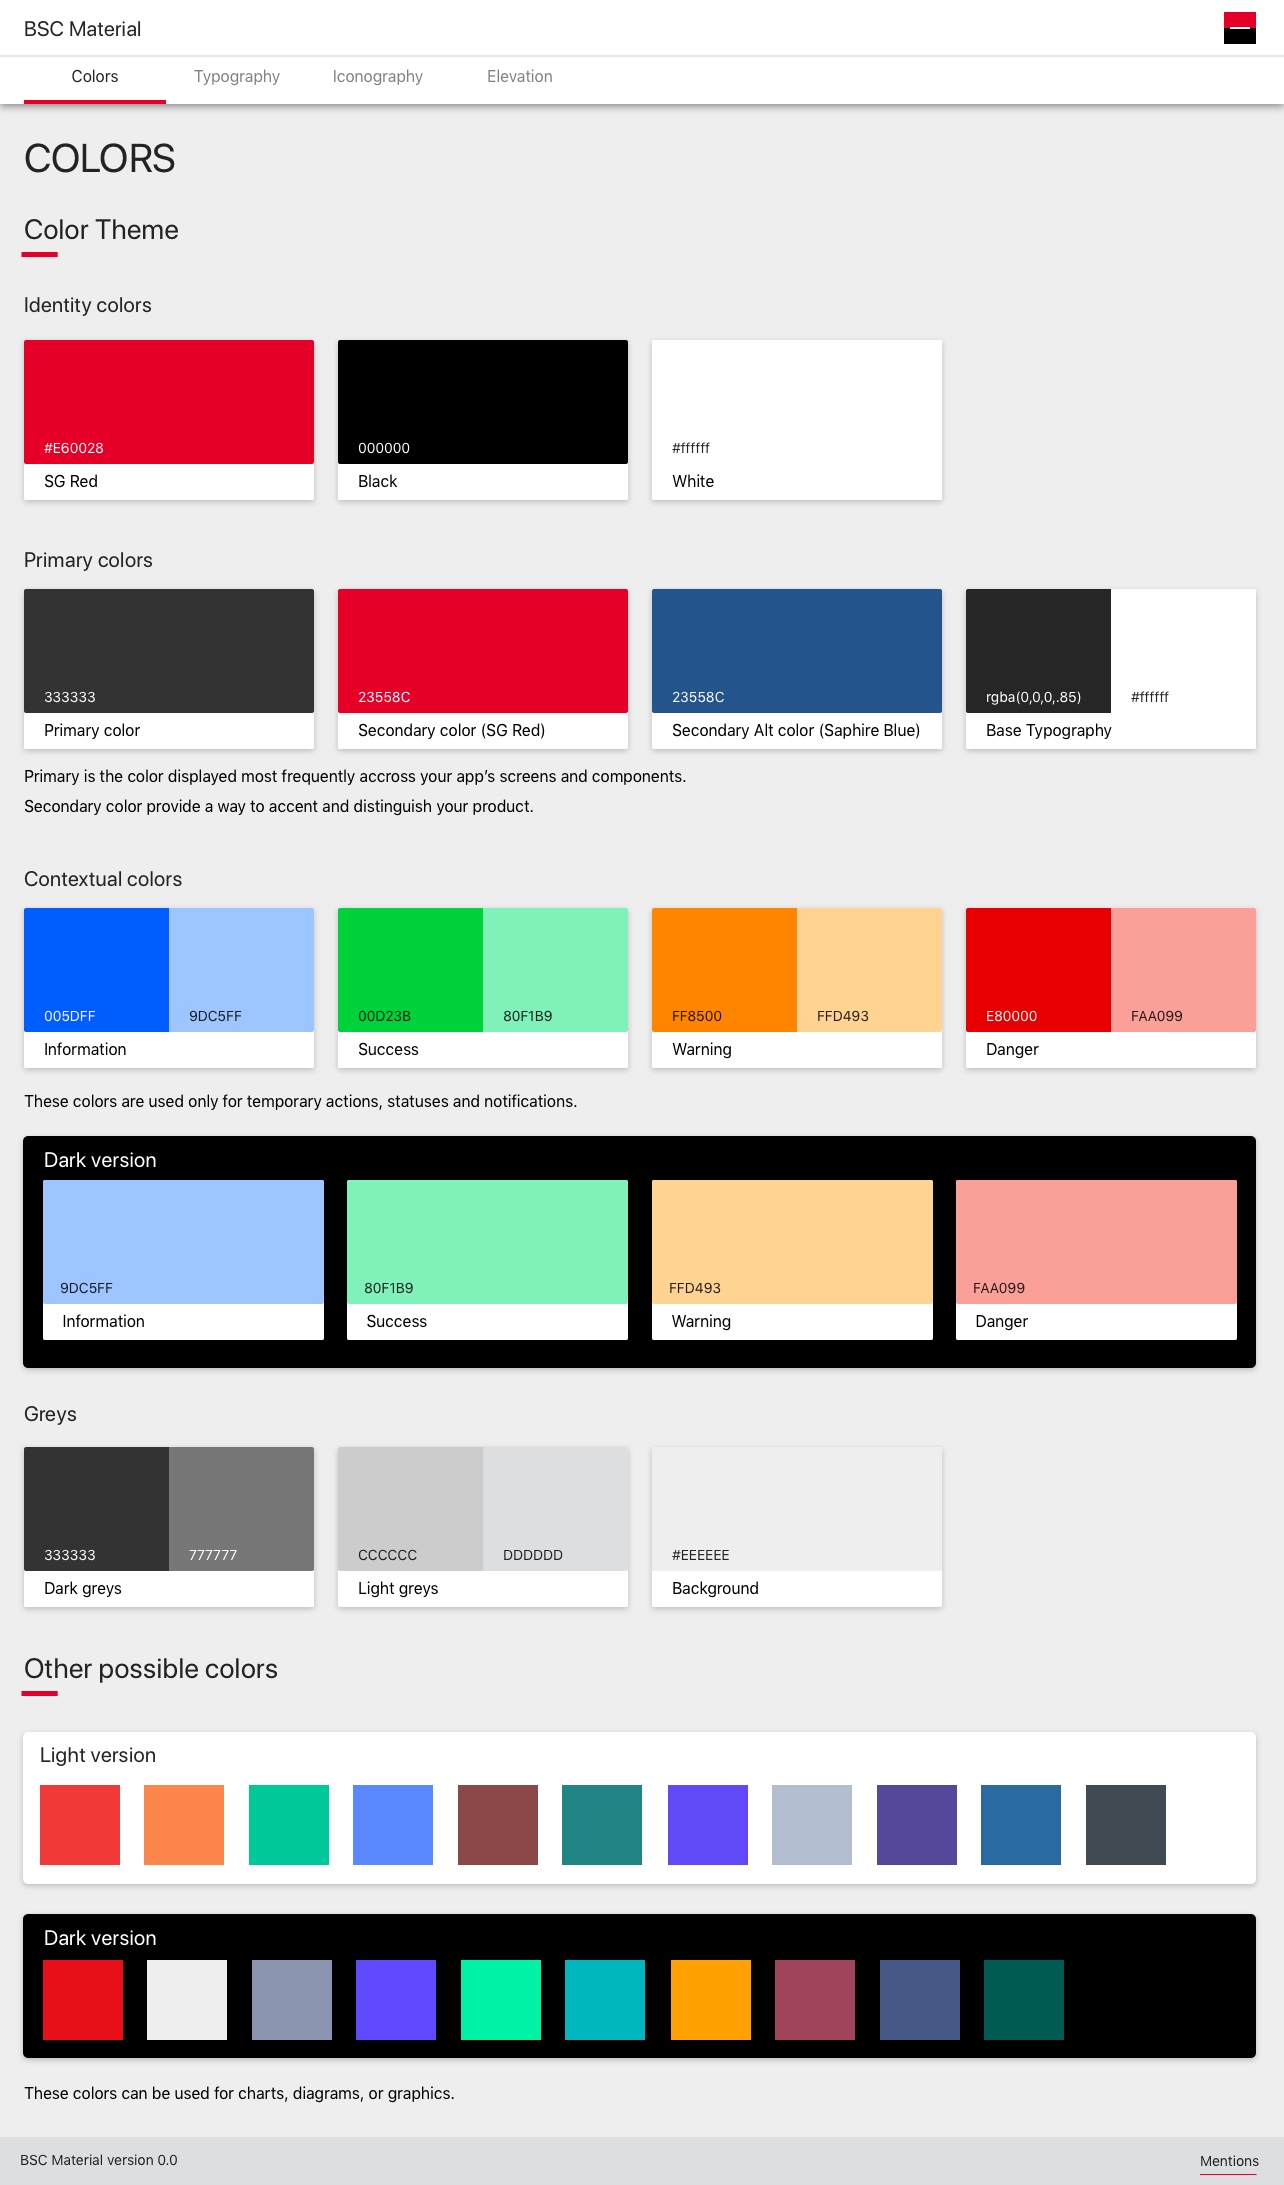 BSC Material
Colors Typography Iconography Elevation
COLORS
Color Theme
Identity colors
#E60028 000000 #ffffff
SG Red Black White
Primary colors
333333 23558C 23558C rgba(0,0,0,.85) #ffffff
Primary color Secondary color (SG Red) Secondary Alt color (Saphire Blue) Base Typography
Primary is the color displayed most frequently accross your app’s screens and components.
Secondary color provide a way to accent and distinguish your product.
Contextual colors
005DFF 9DC5FF 00D23B 80F1B9 FF8500 FFD493 E80000 FAA099
Information Success Warning Danger
These colors are used only for temporary actions, statuses and notifications.
Dark version
9DC5FF 80F1B9 FFD493 FAA099
Information Success Warning Danger
Greys
333333 777777 CCCCCC DDDDDD #EEEEEE
Dark greys Light greys Background
Other possible colors
Light version
Dark version
These colors can be used for charts, diagrams, or graphics.
BSC Material version 0.0 Mentions